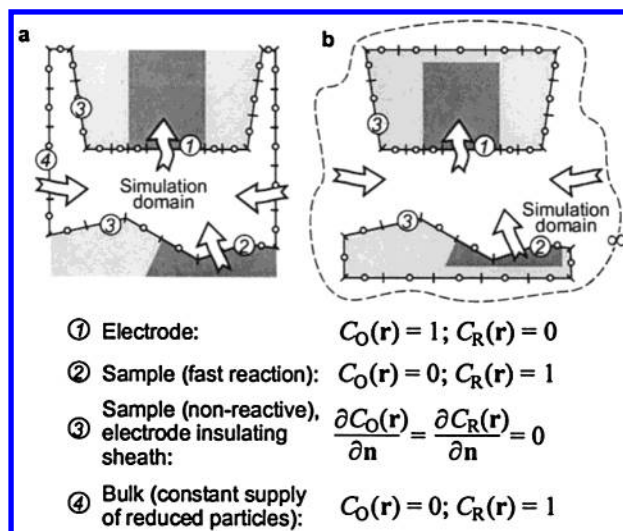 a
b
③
①
④
Simulation
domain
③
②
③
①
Simulation
domain
③
②
∞
① Electrode: C_O(r) = 1; C_R(r) = 0
② Sample (fast reaction): C_O(r) = 0; C_R(r) = 1
③ Sample (non-reactive), electrode insulating sheath: ∂C_O(r)/∂n = ∂C_R(r)/∂n = 0
④ Bulk (constant supply of reduced particles): C_O(r) = 0; C_R(r) = 1